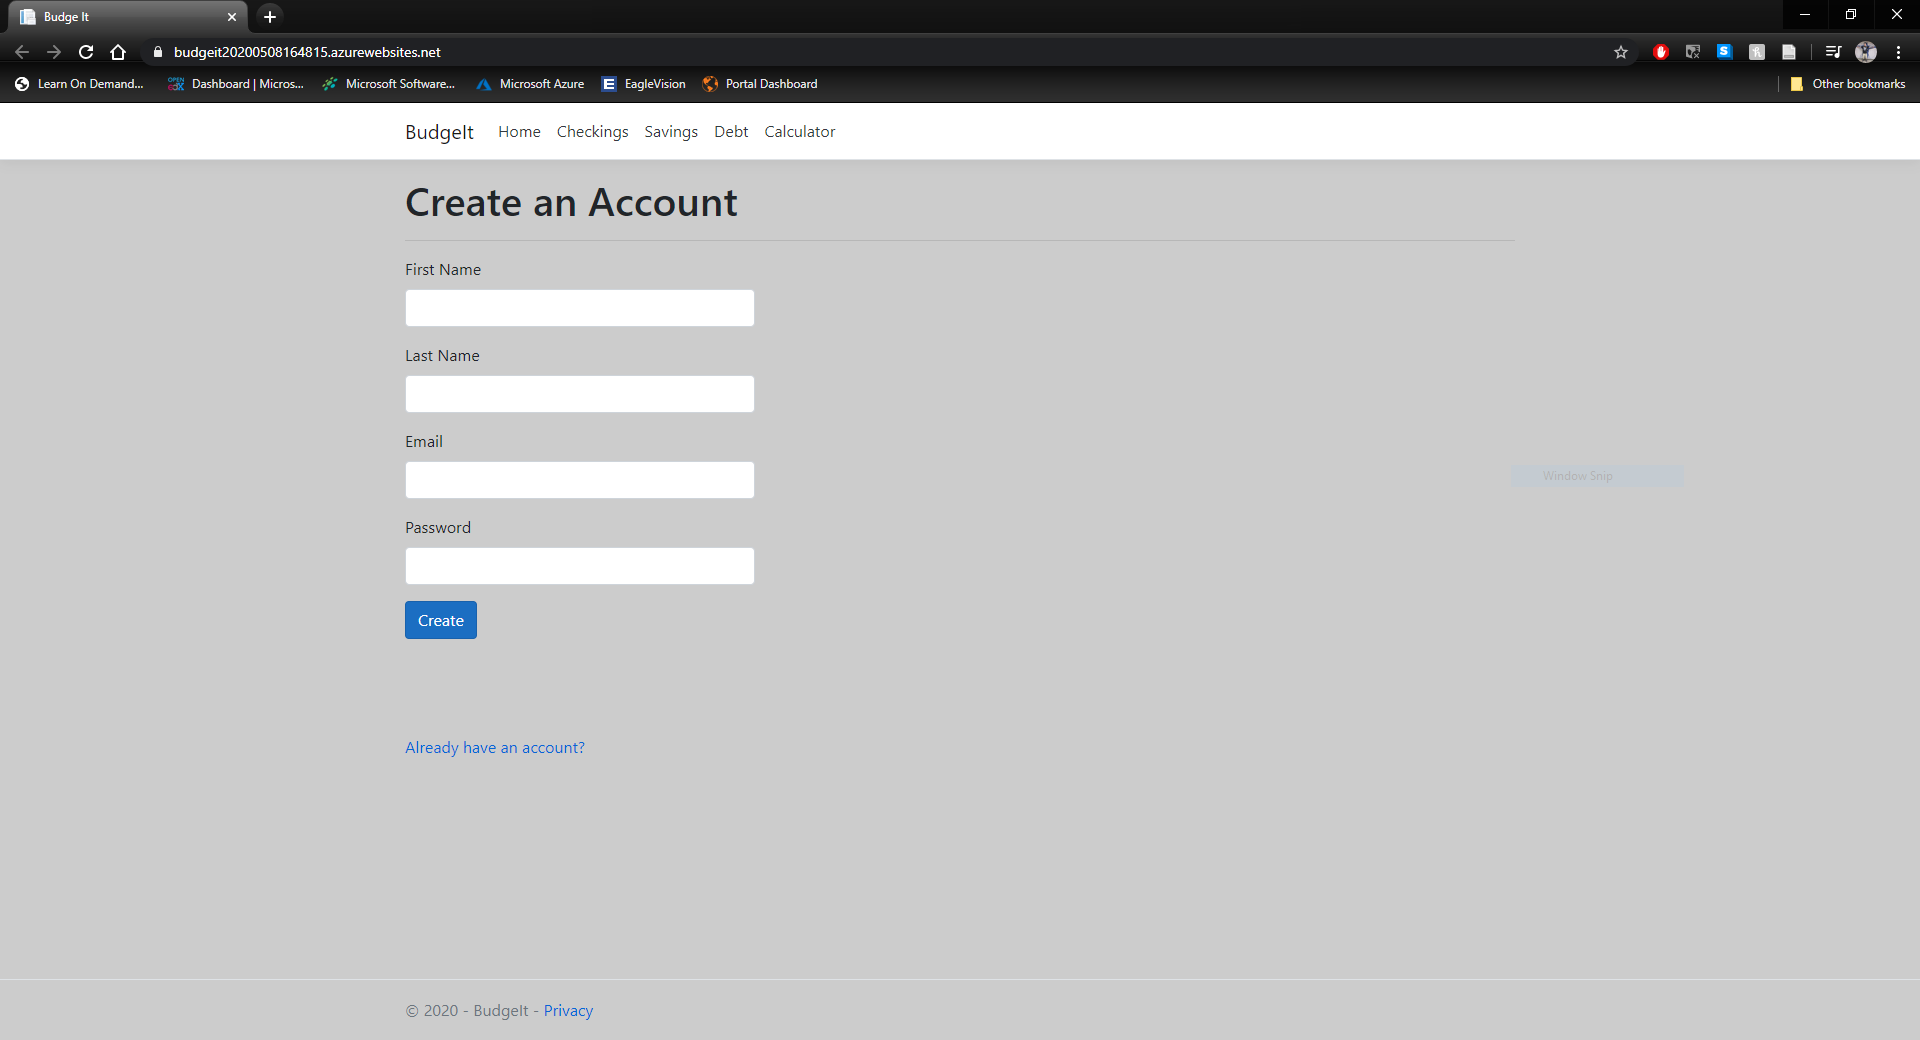 Budge It
budgeit20200508164815.azurewebsites.net
Learn On Demand... Dashboard | Micros... Microsoft Software... Microsoft Azure EagleVision Portal Dashboard Other bookmarks
BudgeIt Home Checkings Savings Debt Calculator
Create an Account
First Name
Last Name
Email
Window Snip
Password
Create
Already have an account?
© 2020 - BudgeIt - Privacy